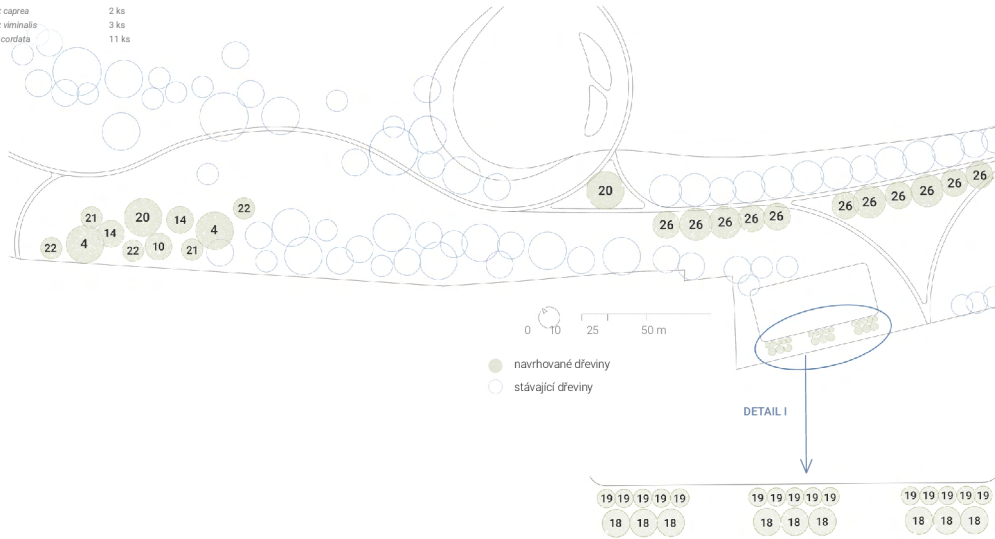 caprea 2 ks
viminalis 3 ks
cordata 11 ks
26 26 26 26 26 26
20
22 21 14 20 14 4 22
22 4 22 10 21
26 26 26 26 26
0 10 25 50 m
navrhované dřeviny
stávající dřeviny
DETAIL I
19 19 19 19 19 19 19 19 19 19 19 19 19 19 19
18 18 18 18 18 18 18 18 18